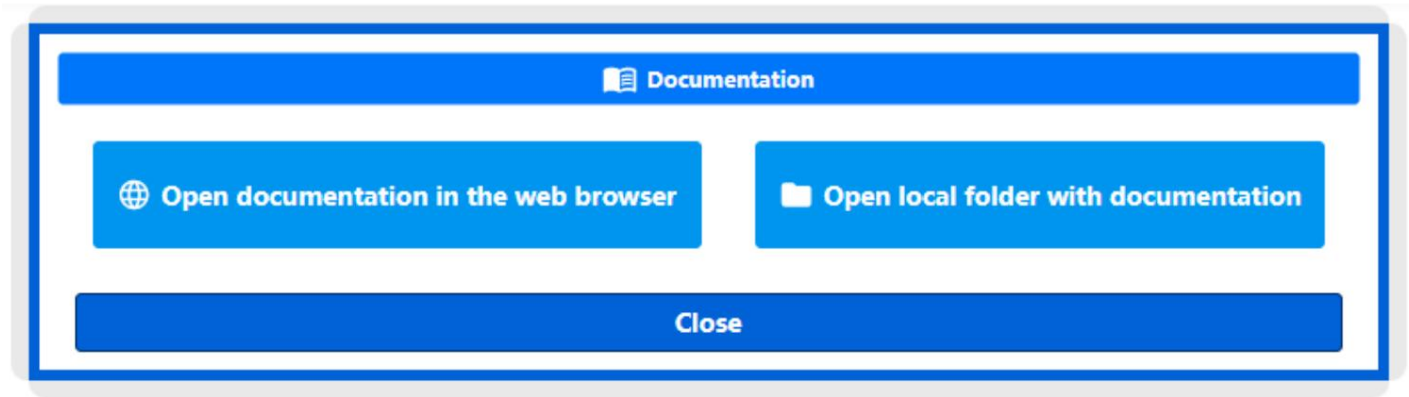 Documentation
Open documentation in the web browser
Open local folder with documentation
Close